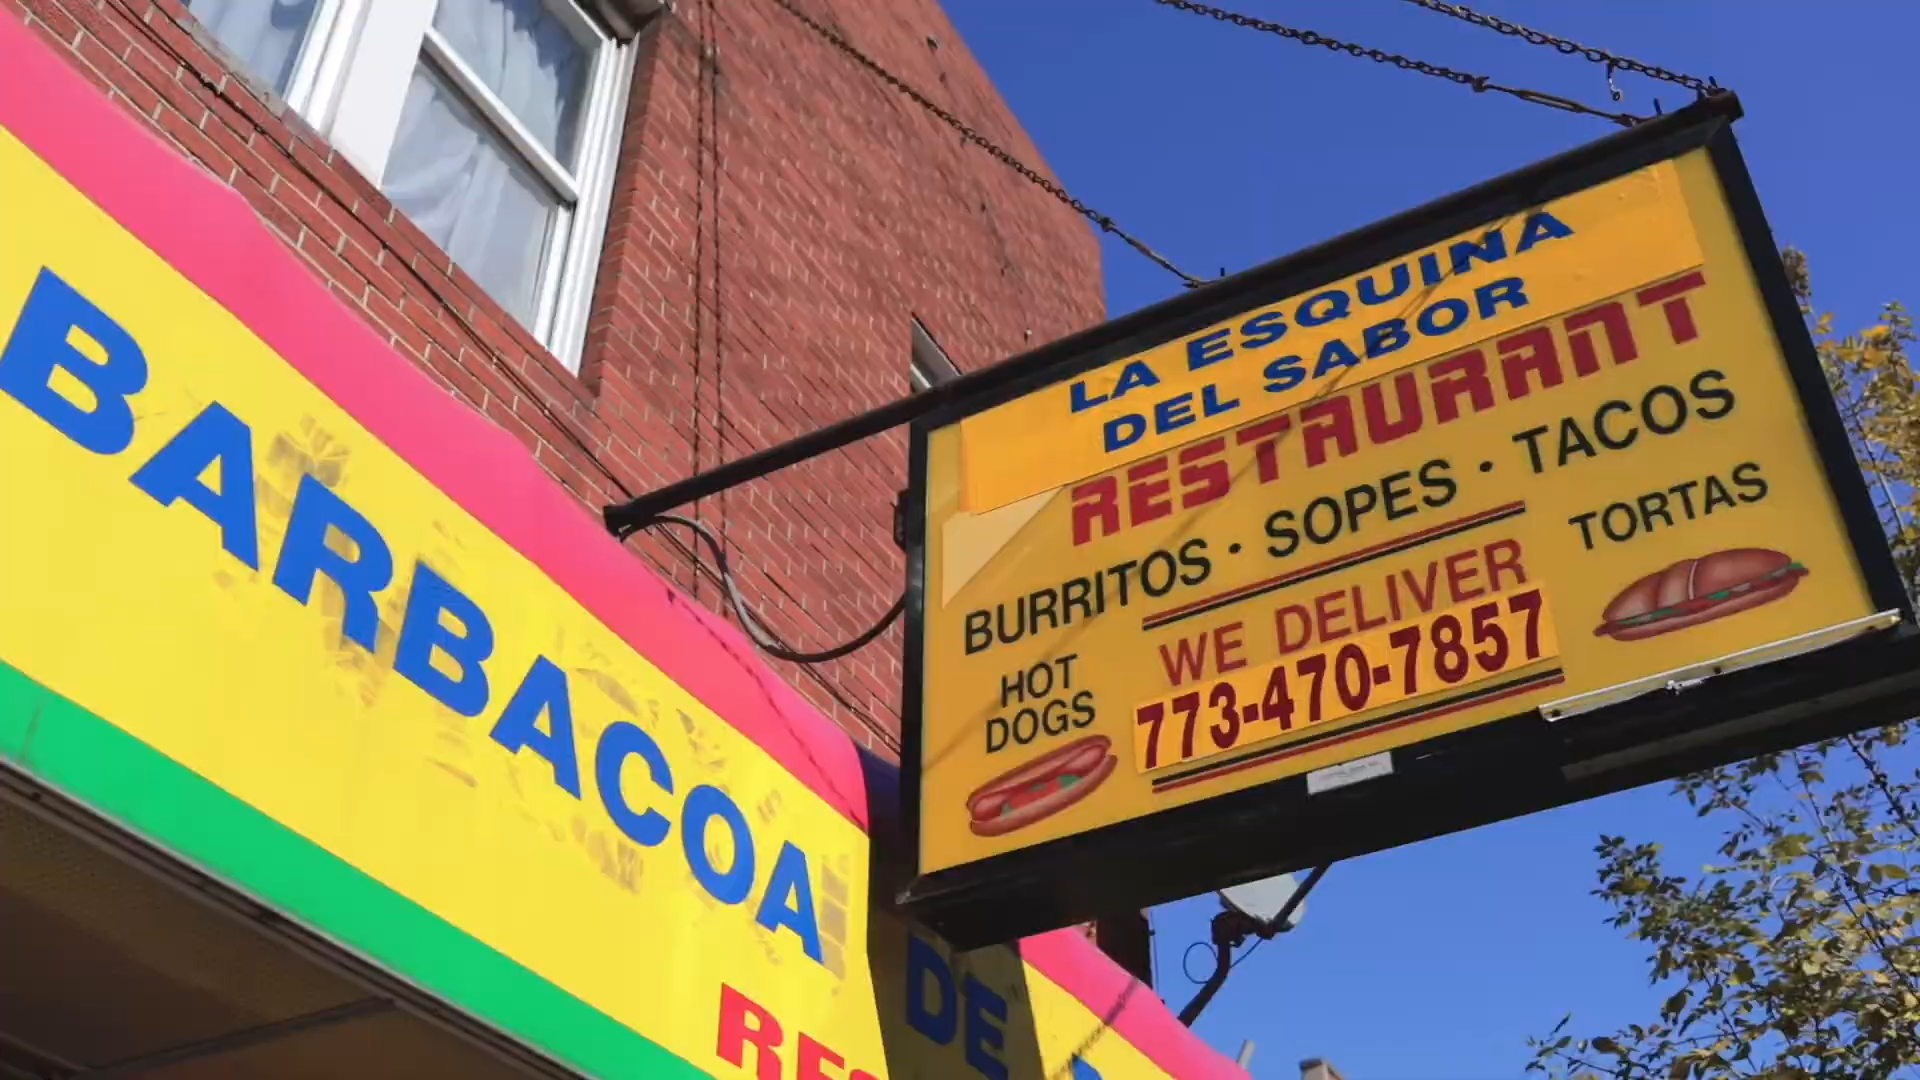 BARBACOA DE
LA ESQUINA
DEL SABOR
RESTAURANT
BURRITOS · SOPES · TACOS
TORTAS
HOT
DOGS
WE DELIVER
773-470-7857